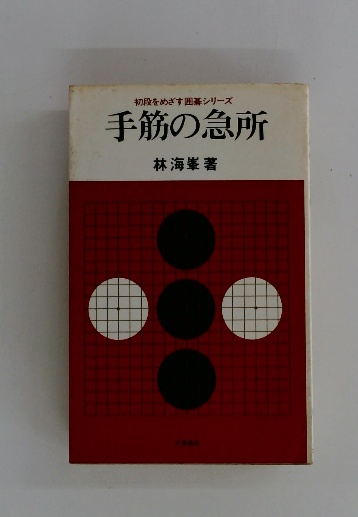 初段をめざす囲碁シリーズ
手筋の急所
林海峯著